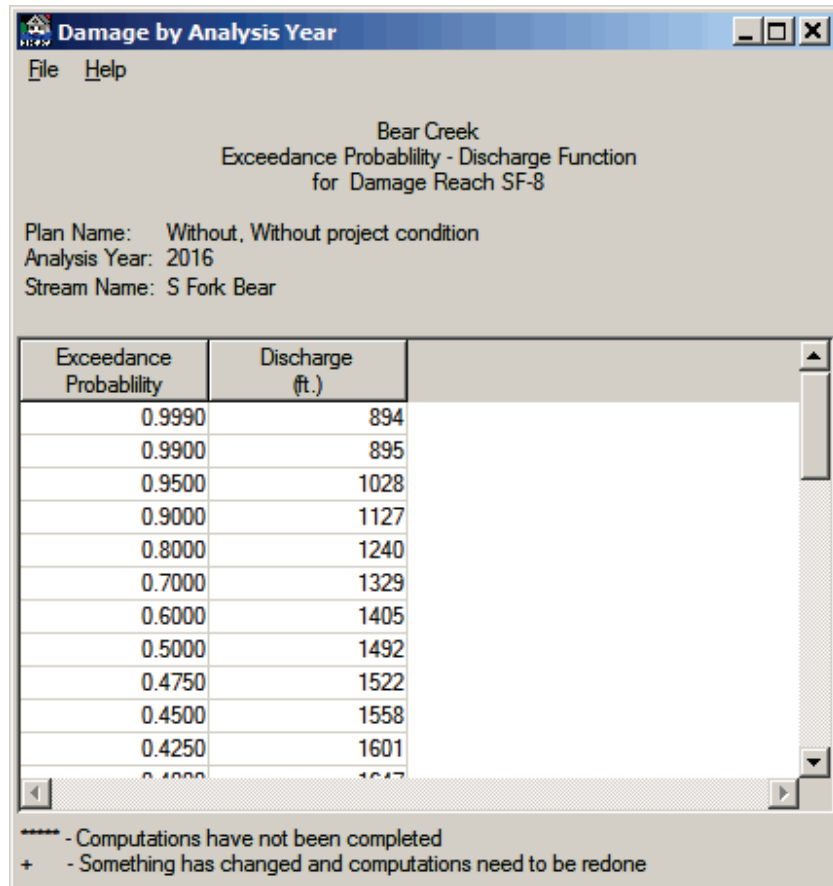 Damage by Analysis Year
File Help
Bear Creek
Exceedance Probablility - Discharge Function
for Damage Reach SF-8
Plan Name: Without, Without project condition
Analysis Year: 2016
Stream Name: S Fork Bear
Exceedance Discharge
Probablility (ft.)
0.9990 894
0.9900 895
0.9500 1028
0.9000 1127
0.8000 1240
0.7000 1329
0.6000 1405
0.5000 1492
0.4750 1522
0.4500 1558
0.4250 1601
0.4000 1647
***** - Computations have not been completed
+ - Something has changed and computations need to be redone